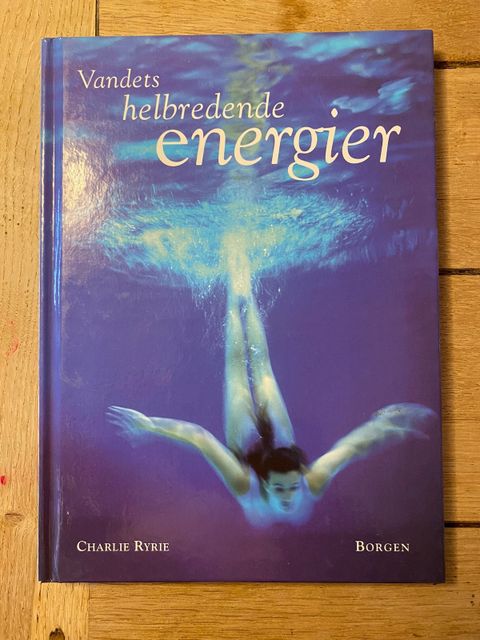 Vandets
helbredende
energier
CHARLIE RYRIE
BORGEN